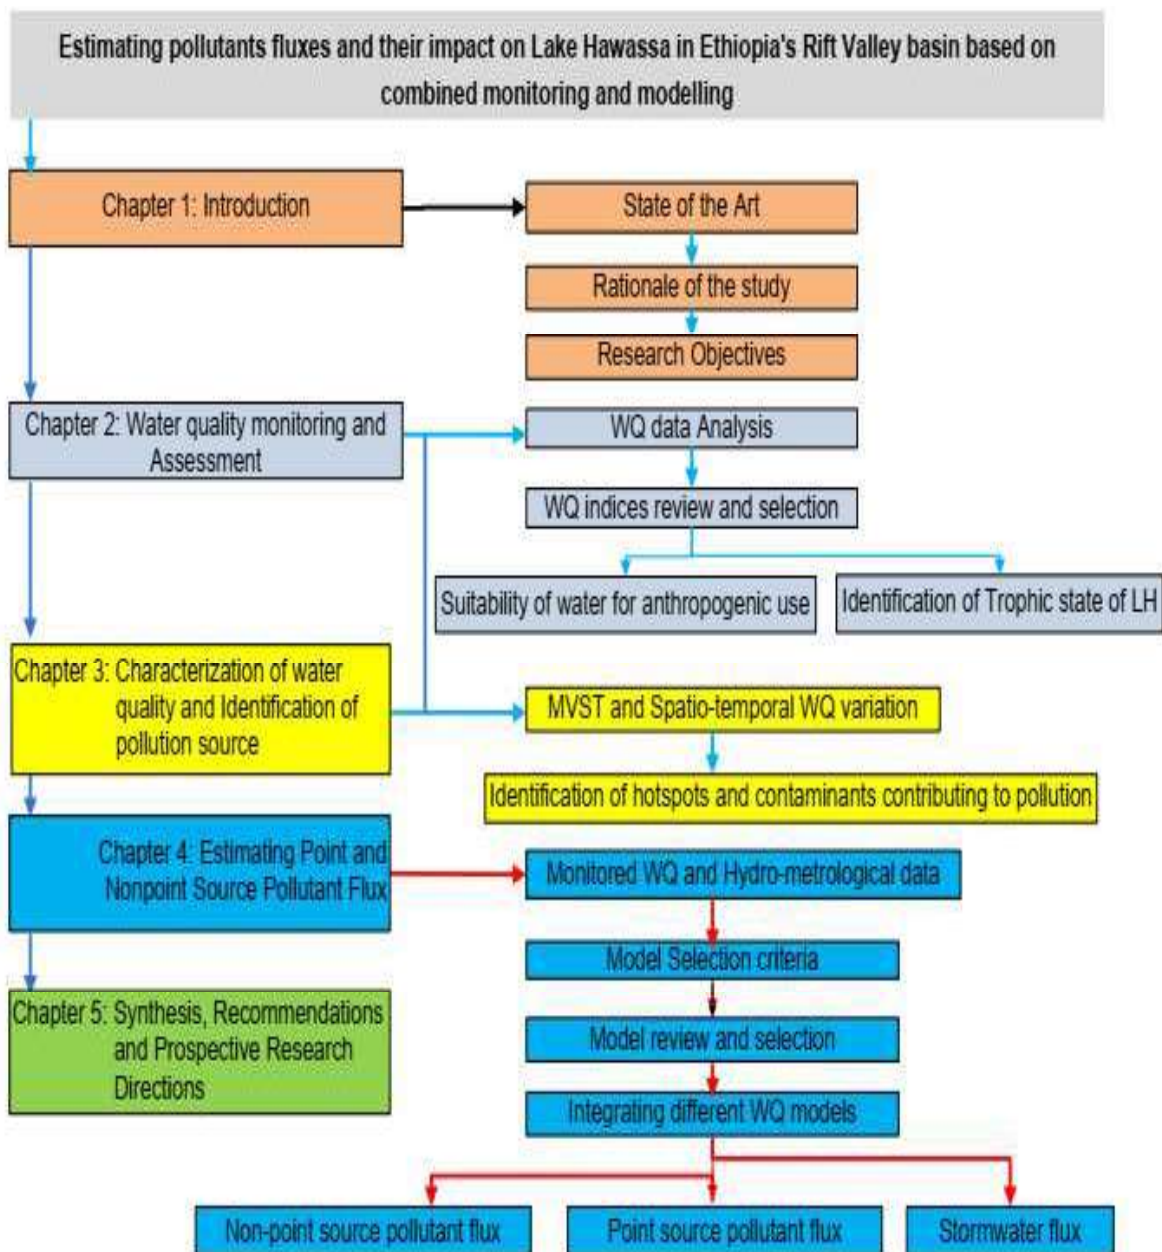 Estimating pollutants fluxes and their impact on Lake Hawassa in Ethiopia's Rift Valley basin based on
combined monitoring and modelling
Chapter 1: Introduction
State of the Art
Rationale of the study
Research Objectives
Chapter 2: Water quality monitoring and
Assessment
WQ data Analysis
WQ indices review and selection
Suitability of water for anthropogenic use
Identification of Trophic state of LH
Chapter 3: Characterization of water
quality and Identification of
pollution source
MVST and Spatio-temporal WQ variation
Identification of hotspots and contaminants contributing to pollution
Chapter 4: Estimating Point and
Nonpoint Source Pollutant Flux
Monitored WQ and Hydro-metrological data
Model Selection criteria
Model review and selection
Integrating different WQ models
Chapter 5: Synthesis, Recommendations
and Prospective Research
Directions
Non-point source pollutant flux
Point source pollutant flux
Stormwater flux